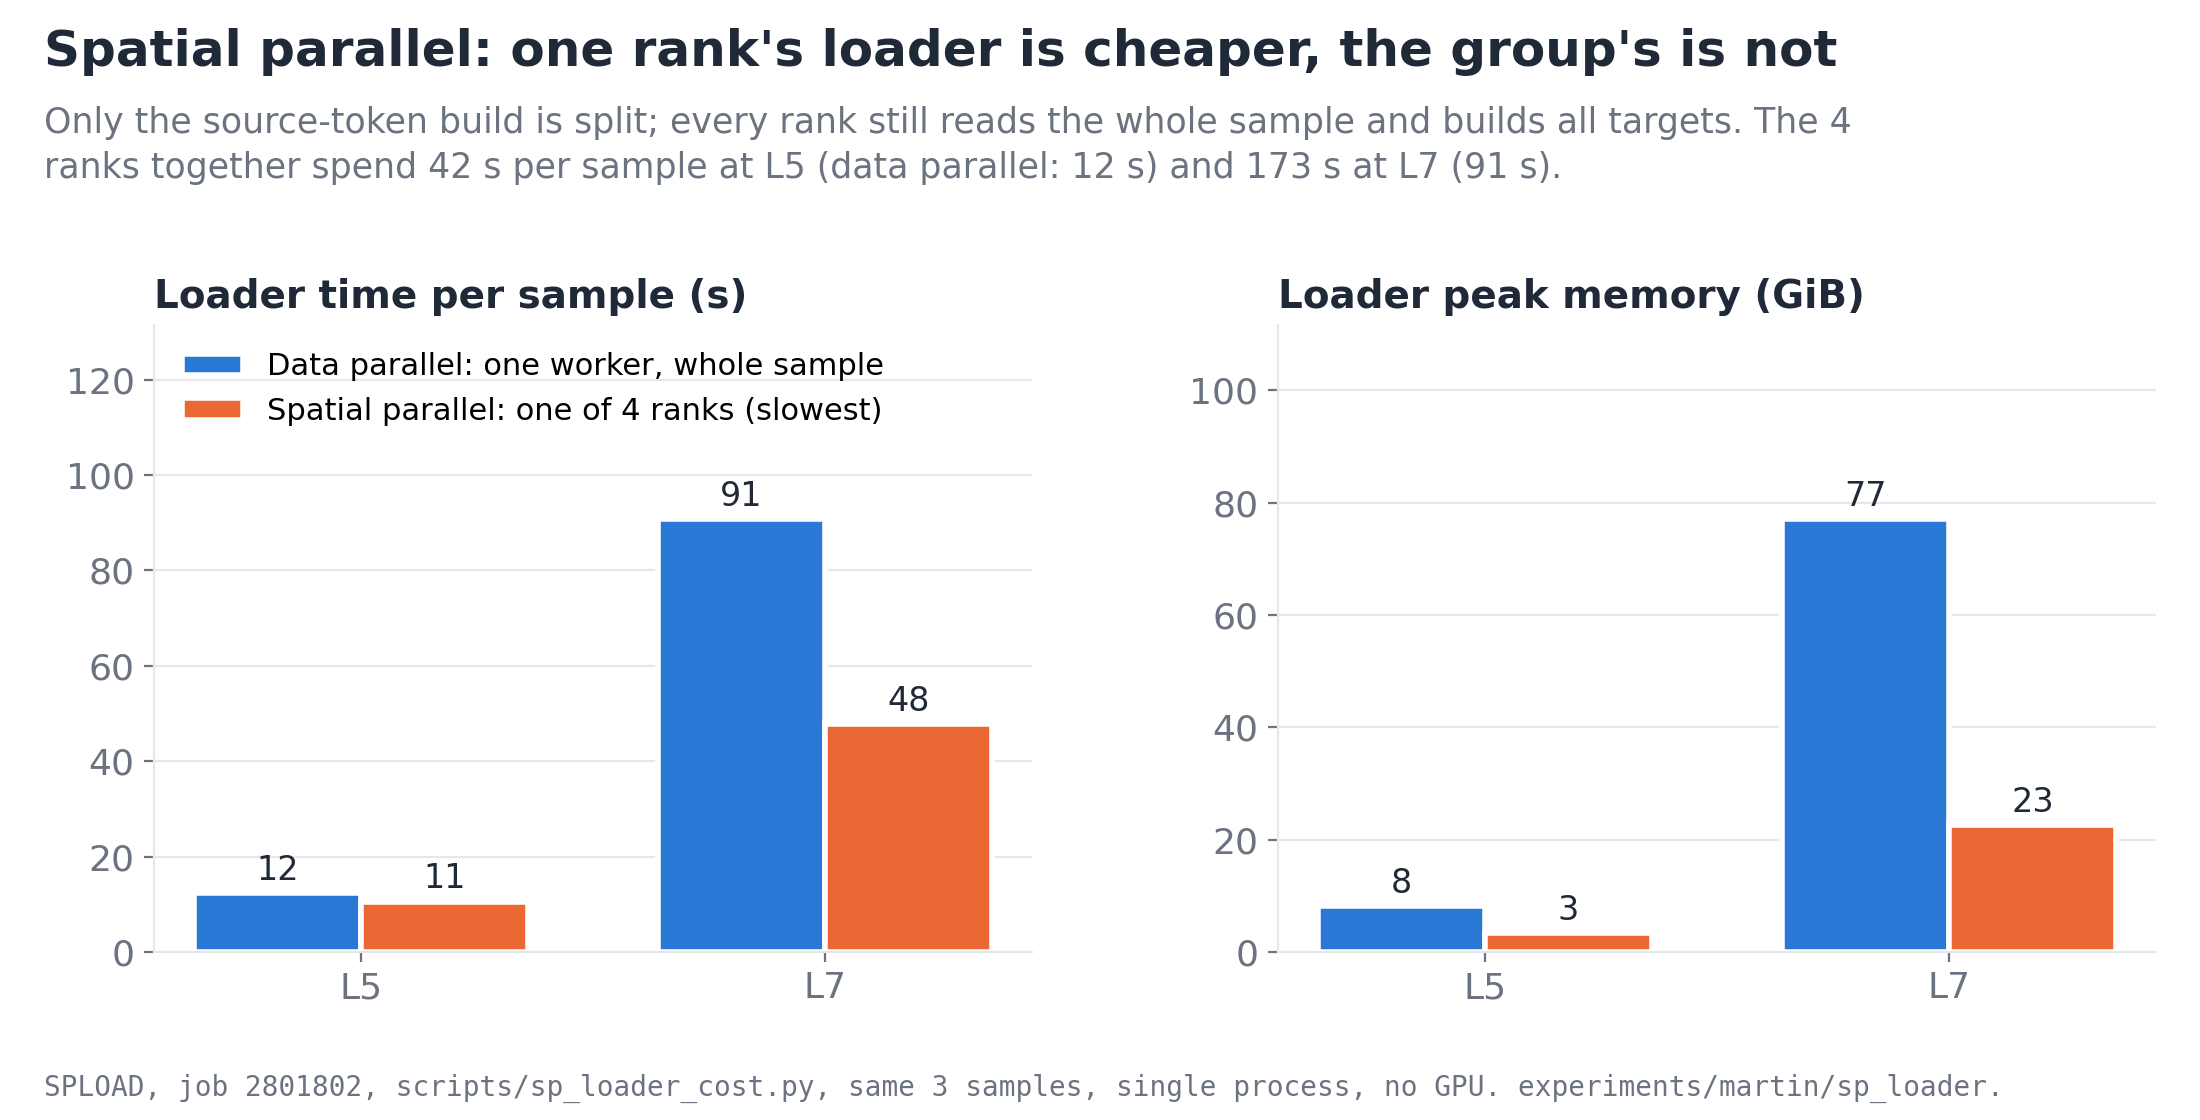 Spatial parallel: one rank's loader is cheaper, the group's is not
Only the source-token build is split; every rank still reads the whole sample and builds all targets. The 4
ranks together spend 42 s per sample at L5 (data parallel: 12 s) and 173 s at L7 (91 s).
Loader time per sample (s)
Data parallel: one worker, whole sample
Spatial parallel: one of 4 ranks (slowest)
120
100
80
60
40
20
0
12
11
91
48
L5
L7
Loader peak memory (GiB)
100
80
60
40
20
0
8
3
77
23
L5
L7
SPLOAD, job 2801802, scripts/sp_loader_cost.py, same 3 samples, single process, no GPU. experiments/martin/sp_loader.